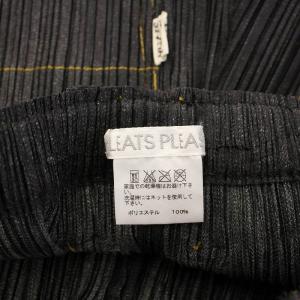 LEATS PLEA
家庭での乾燥機はお避け下さい。
洗濯時にはネットを使用して下さい。
ポリエステル 100%